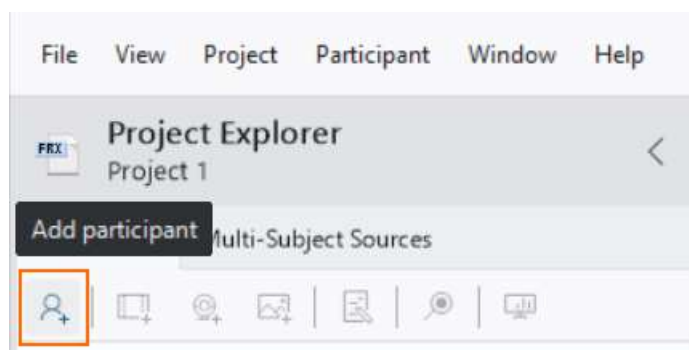 File View Project Participant Window Help
FRX
Project Explorer
Project 1
Add participant
Multi-Subject Sources